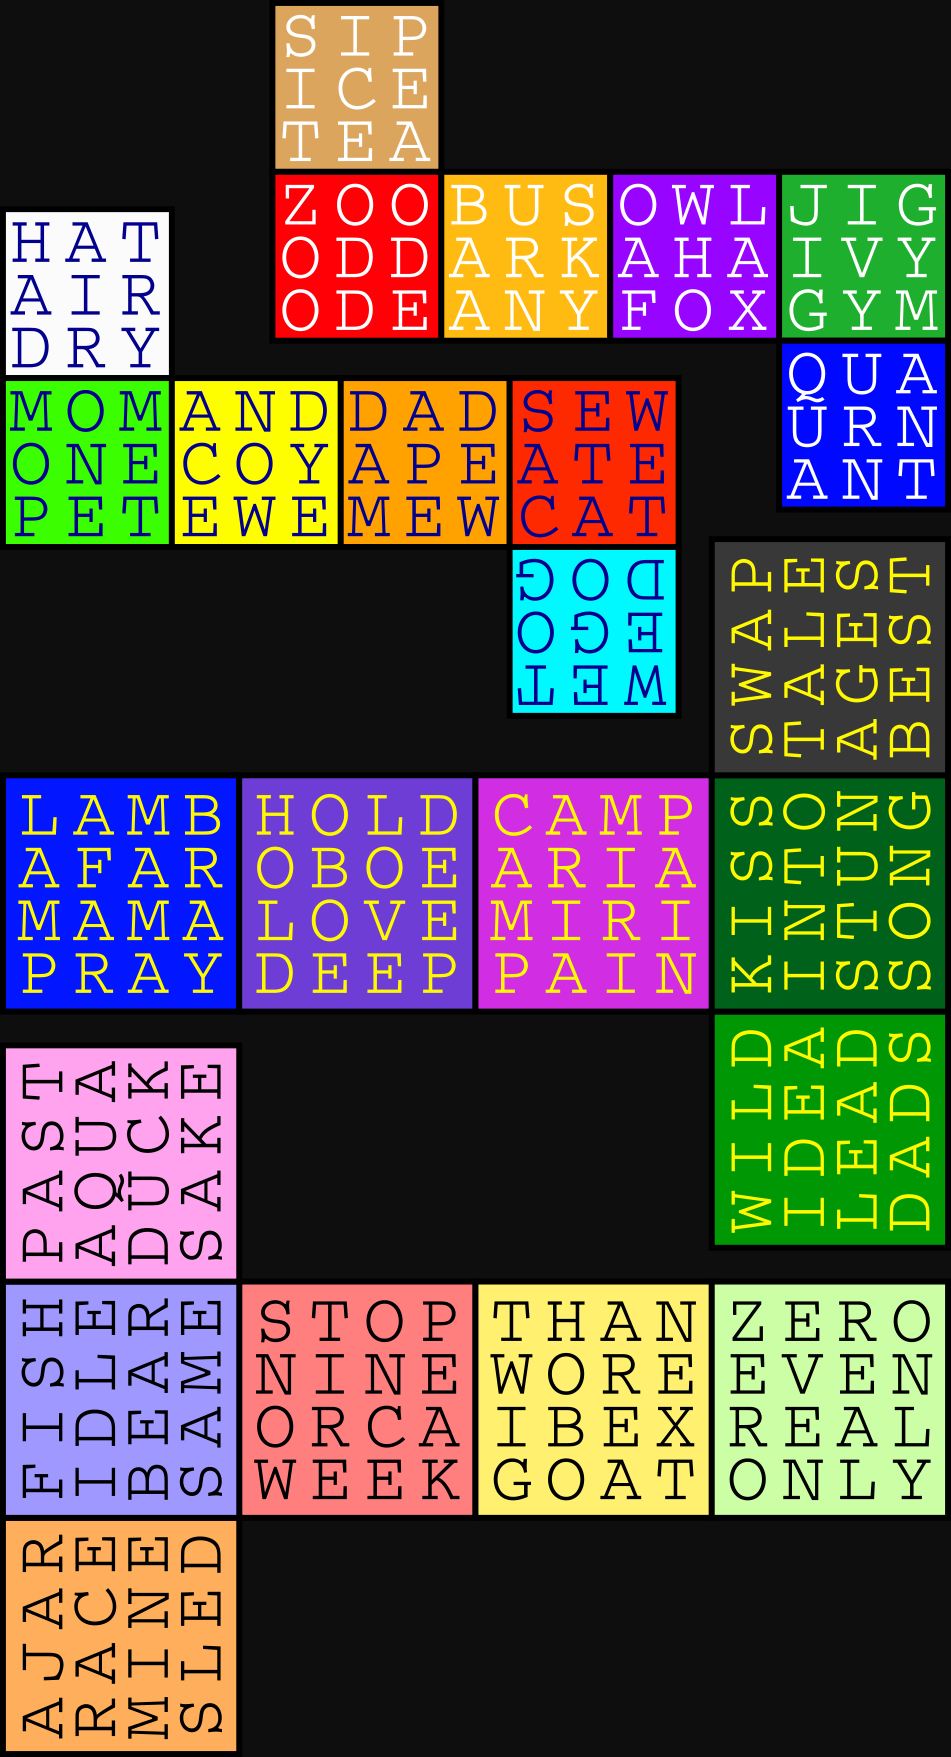 SIP
ICE
TEA
ZOO
ODD
ODE
BUS
ARK
ANY
OWL
AHA
FOX
JIG
IVY
GYM
QUA
URN
ANT
HAT
AIR
DRY
MOM
ONE
PET
AND
COY
EWE
DAD
APE
MEW
SEW
ATE
CAT
WET
EGO
DOG
SWAP
TALE
AGES
BEST
LAMB
AFAR
MAMA
PRAY
HOLD
OBOE
LOVE
DEEP
CAMP
ARIA
MIRI
PAIN
KISS
INTO
STUN
SONG
WILD
IDEA
LEAD
DADS
PAST
AQUA
DUCK
SAKE
FISH
IDLE
BEAR
SAME
STOP
NINE
ORCA
WEEK
THAN
WORE
IBEX
GOAT
ZERO
EVEN
REAL
ONLY
AJAR
RACE
MINE
SLED